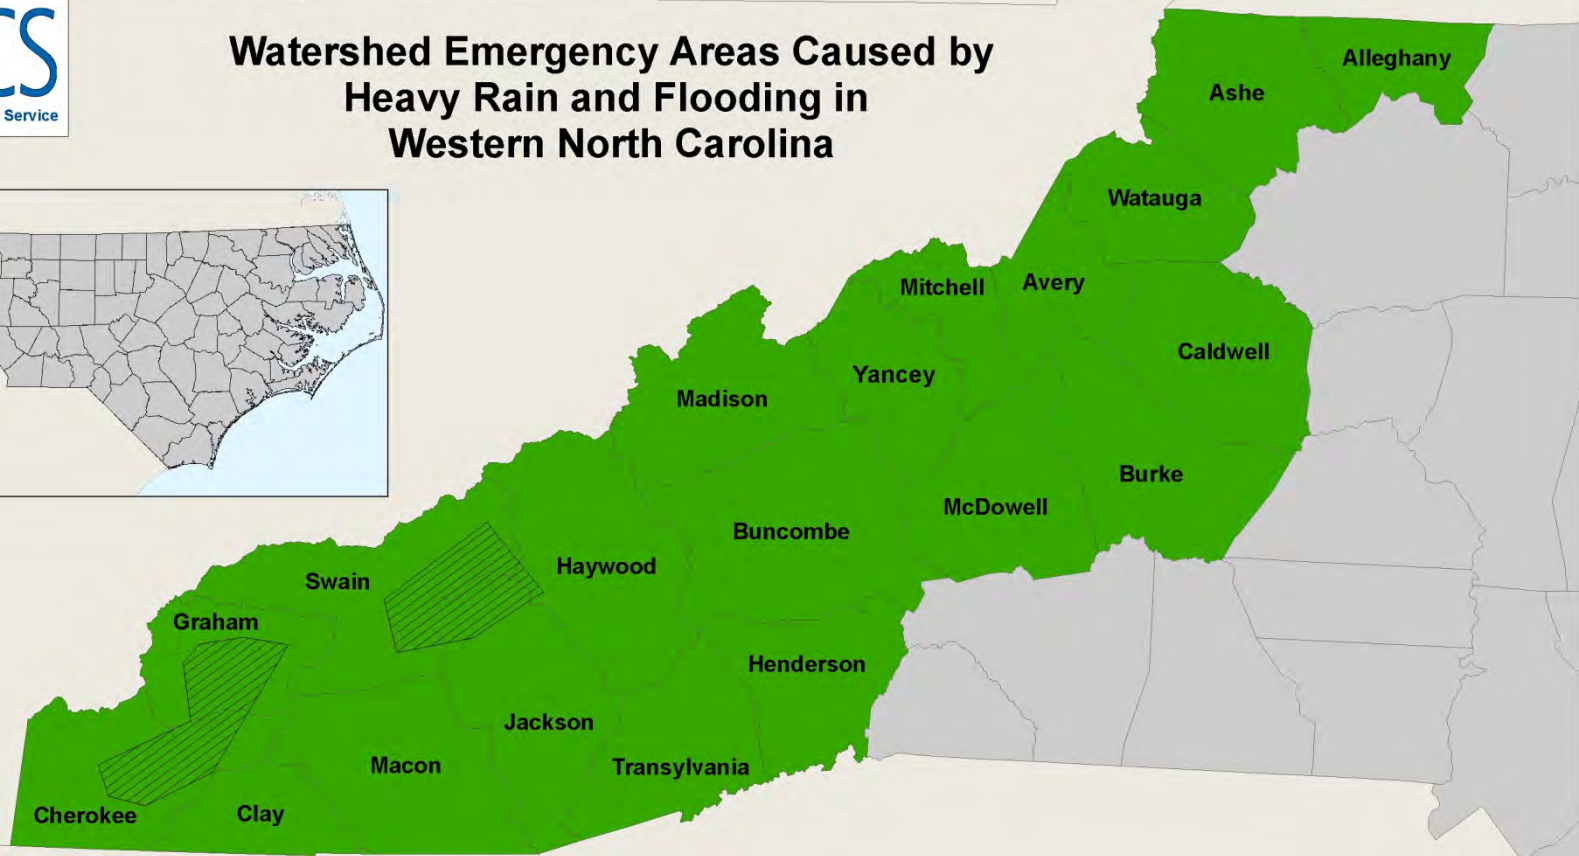 CS
Service
Watershed Emergency Areas Caused by
Heavy Rain and Flooding in
Western North Carolina
Alleghany
Ashe
Watauga
Mitchell
Avery
Caldwell
Yancey
Madison
Burke
McDowell
Buncombe
Haywood
Swain
Graham
Henderson
Jackson
Macon
Transylvania
Cherokee
Clay